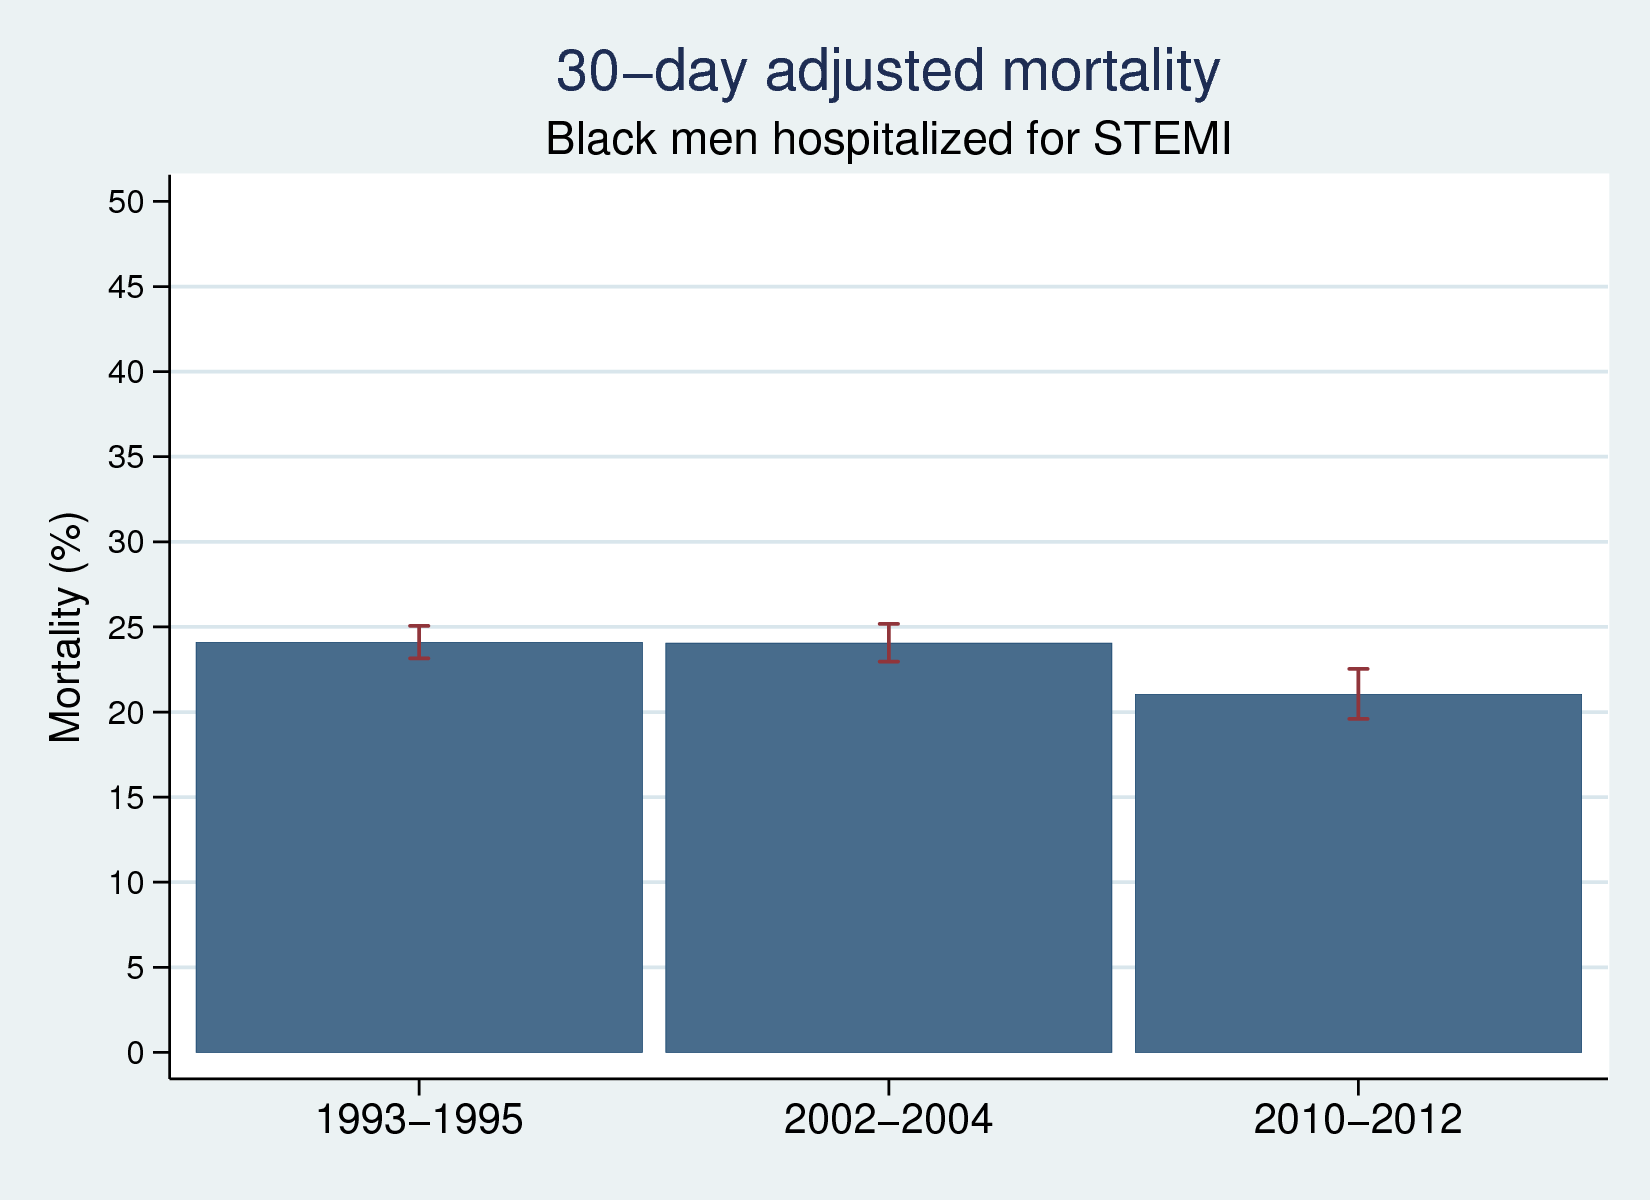 30–day adjusted mortality
Black men hospitalized for STEMI
Mortality (%)
50
45
40
35
30
25
20
15
10
5
0
1993–1995 2002–2004 2010–2012